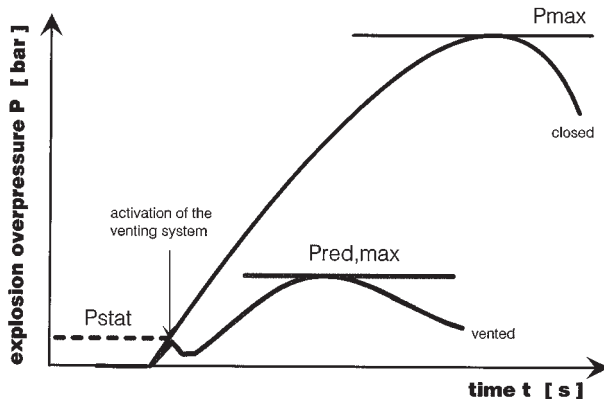 explosion overpressure P [ bar ]
Pmax
closed
activation of the
venting system
Pred,max
Pstat
vented
time t [ s ]